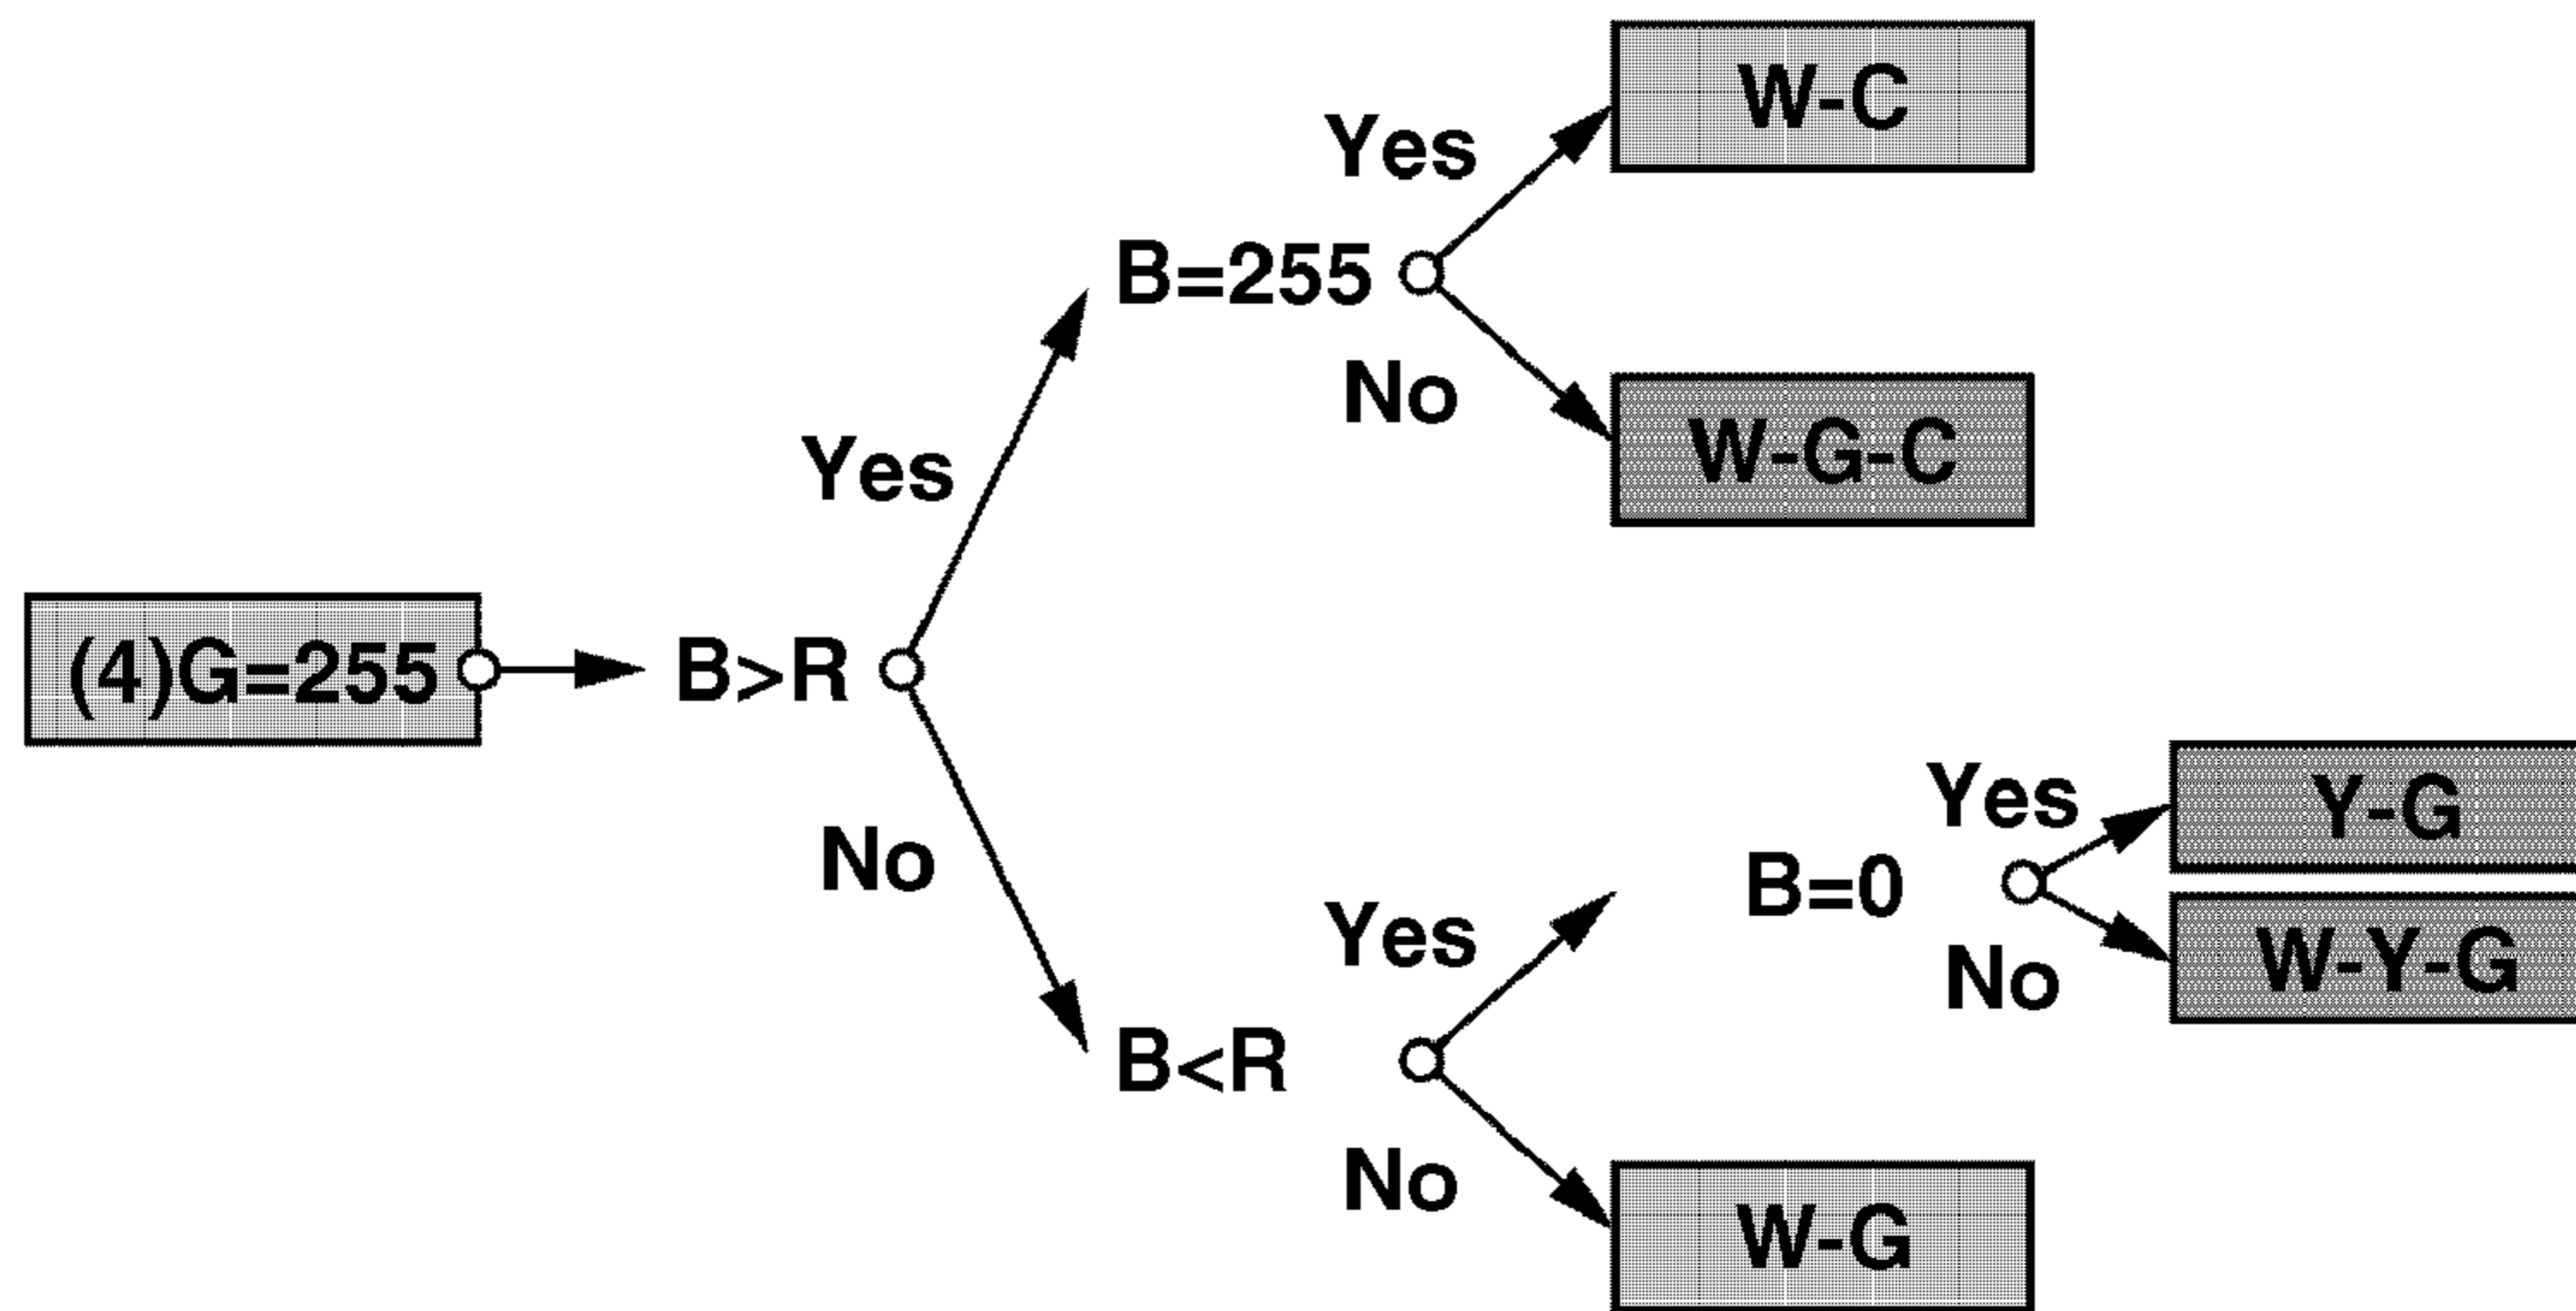 W-C
Yes
B=255
No
W-G-C
Yes
(4)G=255
B>R
No
Yes
Y-G
B=0
W-Y-G
No
Yes
B<R
No
W-G